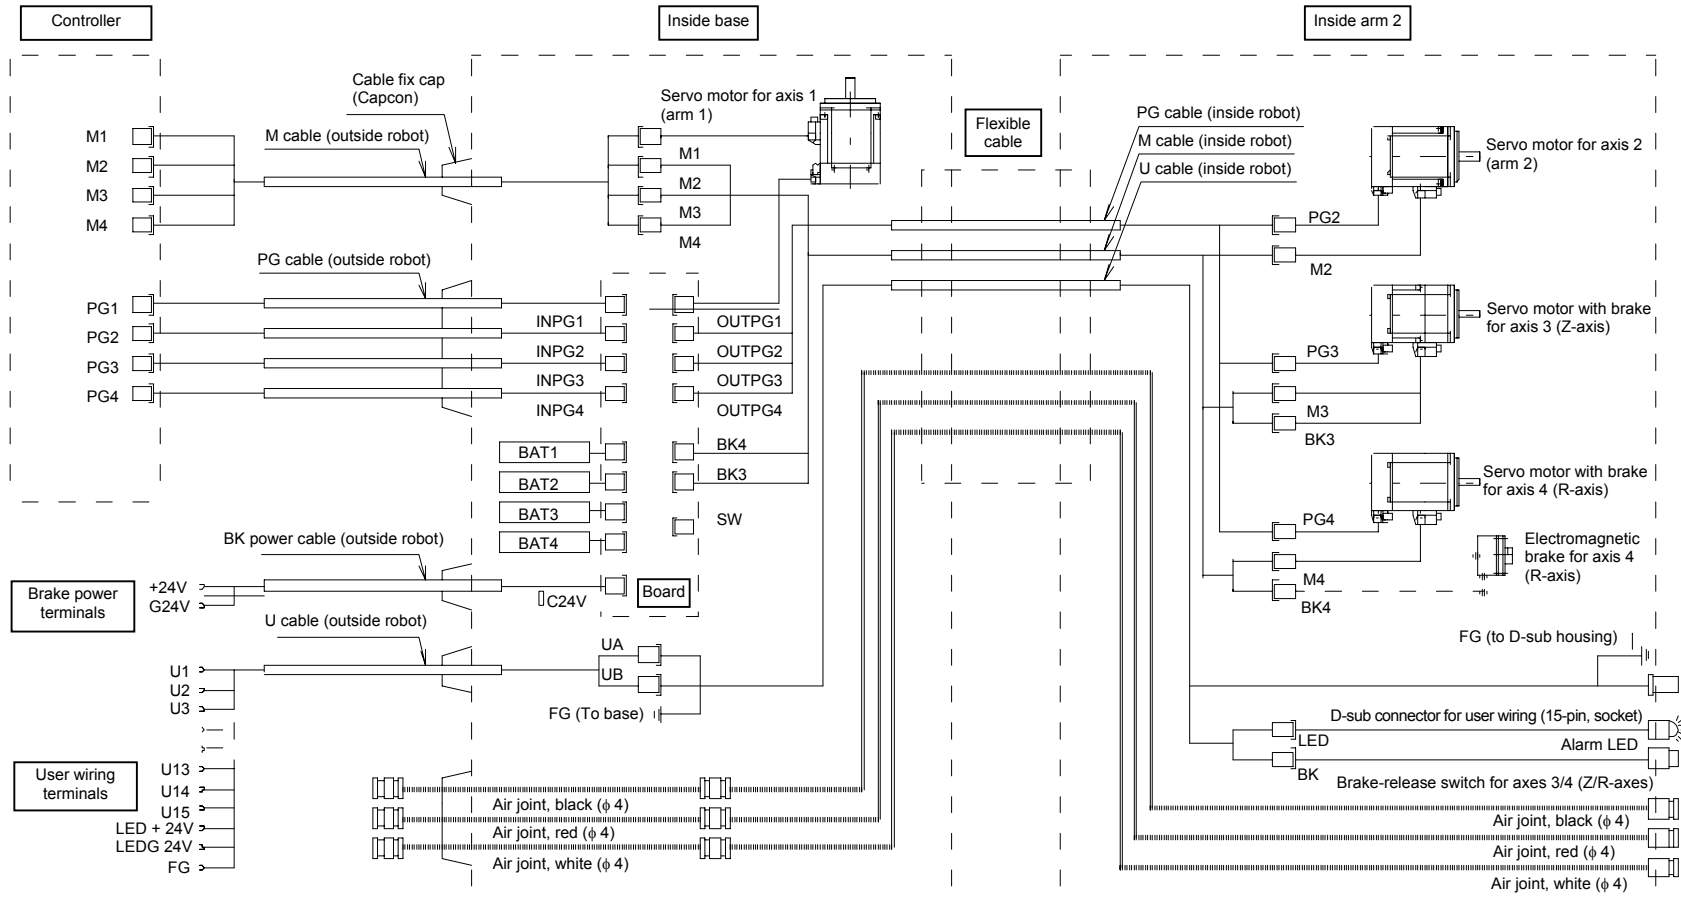 Controller
Inside base
Inside arm 2
Cable fix cap
(Capcon)
M cable (outside robot)
M1
M2
M3
M4
PG cable (outside robot)
PG1
PG2
PG3
PG4
Servo motor for axis 1
(arm 1)
M1
M2
M3
M4
INPG1
INPG2
INPG3
INPG4
OUTPG1
OUTPG2
OUTPG3
OUTPG4
BAT1
BAT2
BAT3
BAT4
BK4
BK3
SW
BK power cable (outside robot)
Brake power
terminals
+24V
G24V
C24V
Board
U cable (outside robot)
U1
U2
U3
UA
UB
FG (To base)
User wiring
terminals
U13
U14
U15
LED + 24V
LEDG 24V
FG
Air joint, black (ϕ 4)
Air joint, red (ϕ 4)
Air joint, white (ϕ 4)
Flexible
cable
PG cable (inside robot)
M cable (inside robot)
U cable (inside robot)
Servo motor for axis 2
(arm 2)
PG2
M2
Servo motor with brake
for axis 3 (Z-axis)
PG3
M3
BK3
Servo motor with brake
for axis 4 (R-axis)
PG4
M4
BK4
Electromagnetic
brake for axis 4
(R-axis)
FG (to D-sub housing)
D-sub connector for user wiring (15-pin, socket)
LED
Alarm LED
BK
Brake-release switch for axes 3/4 (Z/R-axes)
Air joint, black (ϕ 4)
Air joint, red (ϕ 4)
Air joint, white (ϕ 4)